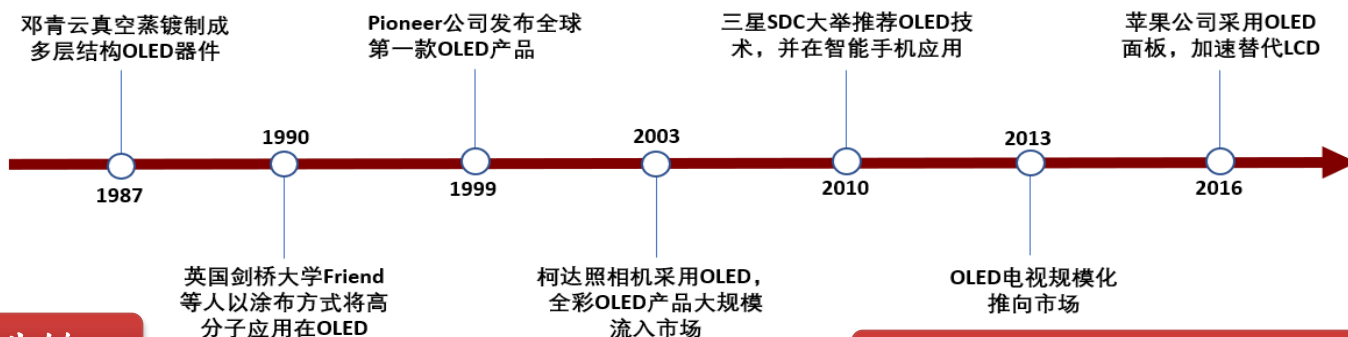 邓青云真空蒸镀制成
多层结构OLED器件
Pioneer公司发布全球
第一款OLED产品
三星SDC大举推荐OLED技
术，并在智能手机应用
苹果公司采用OLED
面板，加速替代LCD
1990
2003
2013
1987
1999
2010
2016
英国剑桥大学Friend
等人以涂布方式将高
分子应用在OLED
柯达照相机采用OLED，
全彩OLED产品大规模
流入市场
OLED电视规模化
推向市场